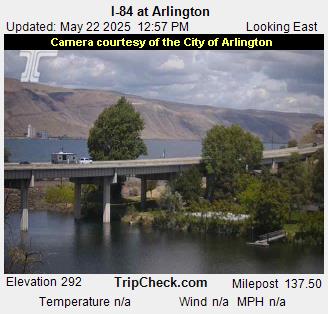 I-84 at Arlington
Updated: May 22 2025 12:57 PM Looking East
Camera courtesy of the City of Arlington
Elevation 292 TripCheck.com Milepost 137.50
Temperature n/a Wind n/a MPH n/a